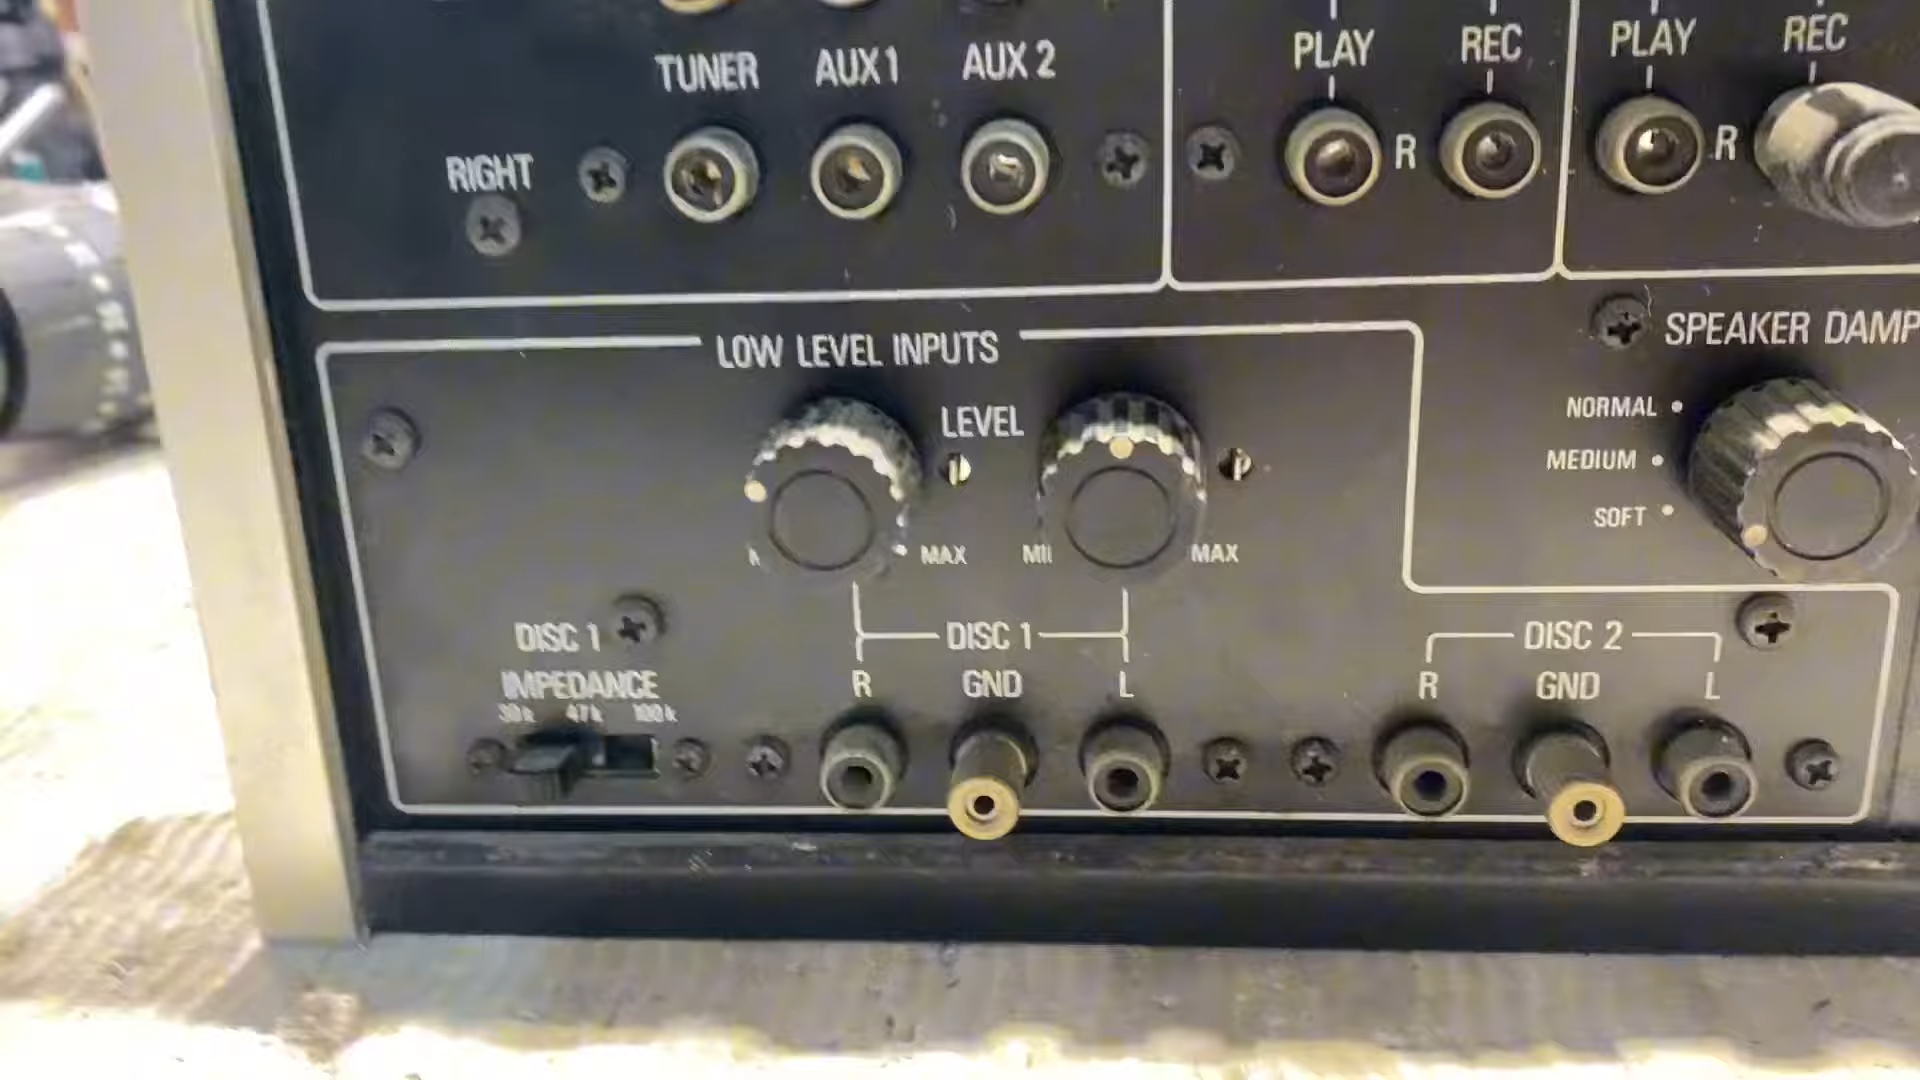 TUNER AUX 1 AUX 2
PLAY REC
PLAY REC
RIGHT
R
R
LOW LEVEL INPUTS
LEVEL
MAX
MAX
SPEAKER DAMP
NORMAL
MEDIUM
SOFT
DISC 1
IMPEDANCE
30k 47k 100k
DISC 1
R GND L
DISC 2
R GND L